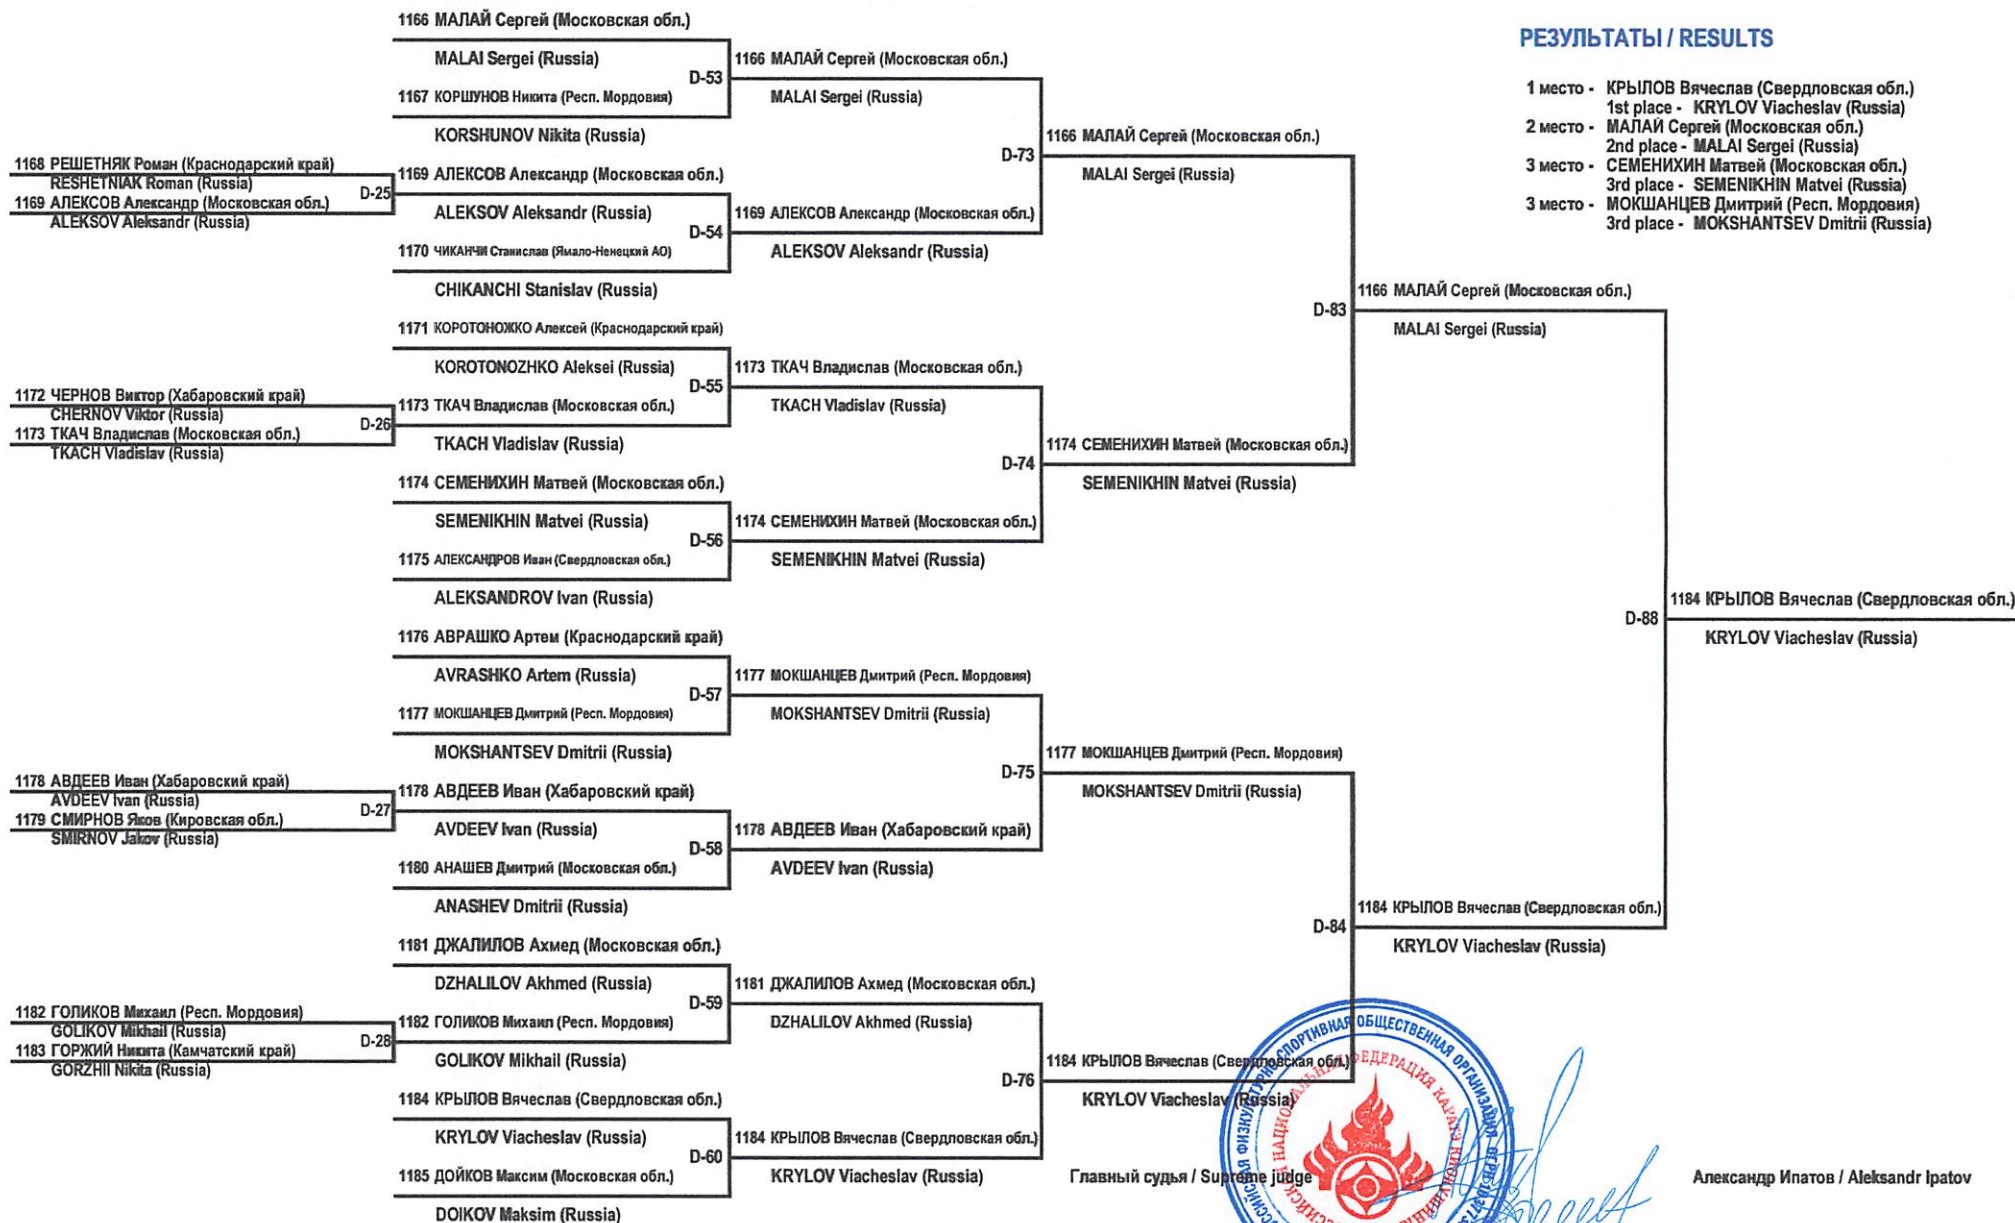 РЕЗУЛЬТАТЫ / RESULTS
1 место - КРЫЛОВ Вячеслав (Свердловская обл.)
1st place - KRYLOV Viacheslav (Russia)
2 место - МАЛАЙ Сергей (Московская обл.)
2nd place - MALAI Sergei (Russia)
3 место - СЕМЕНИХИН Матвей (Московская обл.)
3rd place - SEMENIKHIN Matvei (Russia)
3 место - МОКШАНЦЕВ Дмитрий (Респ. Мордовия)
3rd place - MOKSHANTSEV Dmitrii (Russia)
1168 РЕШЕТНЯК Роман (Краснодарский край)
RESHETNIAK Roman (Russia)
D-25
1169 АЛЕКСОВ Александр (Московская обл.)
ALEKSOV Aleksandr (Russia)
1172 ЧЕРНОВ Виктор (Хабаровский край)
CHERNOV Viktor (Russia)
D-26
1173 ТКАЧ Владислав (Московская обл.)
TKACH Vladislav (Russia)
1178 АВДЕЕВ Иван (Хабаровский край)
AVDEEV Ivan (Russia)
D-27
1179 СМИРНОВ Яков (Кировская обл.)
SMIRNOV Jakov (Russia)
1182 ГОЛИКОВ Михаил (Респ. Мордовия)
GOLIKOV Mikhail (Russia)
D-28
1183 ГОРЖИЙ Никита (Камчатский край)
GORZHII Nikita (Russia)
1166 МАЛАЙ Сергей (Московская обл.)
MALAI Sergei (Russia)
D-53
1167 КОРШУНОВ Никита (Респ. Мордовия)
KORSHUNOV Nikita (Russia)
1169 АЛЕКСОВ Александр (Московская обл.)
ALEKSOV Aleksandr (Russia)
D-54
1170 ЧИКАНЧИ Станислав (Ямало-Ненецкий АО)
CHIKANCHI Stanislav (Russia)
1171 КОРОТОНОЖКО Алексей (Краснодарский край)
KOROTONOZHKO Aleksei (Russia)
D-55
1173 ТКАЧ Владислав (Московская обл.)
TKACH Vladislav (Russia)
1174 СЕМЕНИХИН Матвей (Московская обл.)
SEMENIKHIN Matvei (Russia)
D-56
1175 АЛЕКСАНДРОВ Иван (Свердловская обл.)
ALEKSANDROV Ivan (Russia)
1176 АВРАШКО Артем (Краснодарский край)
AVRASHKO Artem (Russia)
D-57
1177 МОКШАНЦЕВ Дмитрий (Респ. Мордовия)
MOKSHANTSEV Dmitrii (Russia)
1178 АВДЕЕВ Иван (Хабаровский край)
AVDEEV Ivan (Russia)
D-58
1180 АНАШЕВ Дмитрий (Московская обл.)
ANASHEV Dmitrii (Russia)
1181 ДЖАЛИЛОВ Ахмед (Московская обл.)
DZHALILOV Akhmed (Russia)
D-59
1182 ГОЛИКОВ Михаил (Респ. Мордовия)
GOLIKOV Mikhail (Russia)
1184 КРЫЛОВ Вячеслав (Свердловская обл.)
KRYLOV Viacheslav (Russia)
D-60
1185 ДОЙКОВ Максим (Московская обл.)
DOIKOV Maksim (Russia)
1166 МАЛАЙ Сергей (Московская обл.)
MALAI Sergei (Russia)
D-73
1169 АЛЕКСОВ Александр (Московская обл.)
ALEKSOV Aleksandr (Russia)
1173 ТКАЧ Владислав (Московская обл.)
TKACH Vladislav (Russia)
D-74
1174 СЕМЕНИХИН Матвей (Московская обл.)
SEMENIKHIN Matvei (Russia)
1177 МОКШАНЦЕВ Дмитрий (Респ. Мордовия)
MOKSHANTSEV Dmitrii (Russia)
D-75
1178 АВДЕЕВ Иван (Хабаровский край)
AVDEEV Ivan (Russia)
1181 ДЖАЛИЛОВ Ахмед (Московская обл.)
DZHALILOV Akhmed (Russia)
D-76
1184 КРЫЛОВ Вячеслав (Свердловская обл.)
KRYLOV Viacheslav (Russia)
1166 МАЛАЙ Сергей (Московская обл.)
MALAI Sergei (Russia)
D-83
1174 СЕМЕНИХИН Матвей (Московская обл.)
SEMENIKHIN Matvei (Russia)
1177 МОКШАНЦЕВ Дмитрий (Респ. Мордовия)
MOKSHANTSEV Dmitrii (Russia)
D-84
1184 КРЫЛОВ Вячеслав (Свердловская обл.)
KRYLOV Viacheslav (Russia)
1166 МАЛАЙ Сергей (Московская обл.)
MALAI Sergei (Russia)
D-88
1184 КРЫЛОВ Вячеслав (Свердловская обл.)
KRYLOV Viacheslav (Russia)
1184 КРЫЛОВ Вячеслав (Свердловская обл.)
KRYLOV Viacheslav (Russia)
ФИЗКУЛЬТУРНО-СПОРТИВНАЯ ОБЩЕСТВЕННАЯ ОРГАНИЗАЦИЯ
НАЦИОНАЛЬНАЯ ФЕДЕРАЦИЯ КАРАТЭ
Главный судья / Supreme judge
Александр Ипатов / Aleksandr Ipatov